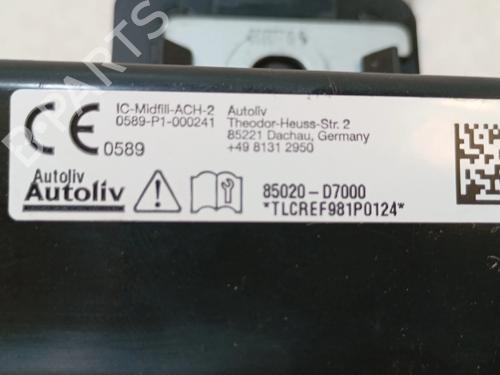 B-PARTS
IC-Midfill-ACH-2
0589-P1-000241
CE 0589
Autoliv
Theodor-Heuss-Str. 2
85221 Dachau, Germany
+49 8131 2950
Autoliv
Autoliv
85020-D7000
*TLCREF981P0124*